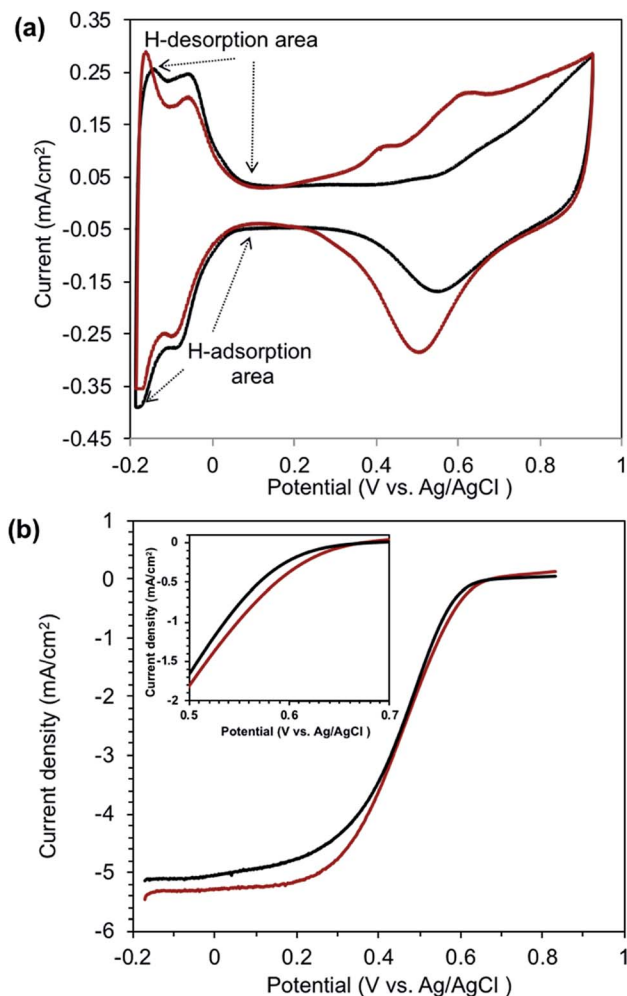 (a)
0.35
0.25
0.15
0.05
-0.05
-0.15
-0.25
-0.35
-0.45
Current (mA/cm²)
H-desorption area
H-adsorption
area
-0.2 0 0.2 0.4 0.6 0.8 1
Potential (V vs. Ag/AgCl )
(b)
1
0
-1
-2
-3
-4
-5
-6
Current density (mA/cm²)
0
-0.5
-1
-1.5
-2
Current density (mA/cm²)
0.5 0.6 0.7
Potential (V vs. Ag/AgCl )
-0.2 0 0.2 0.4 0.6 0.8 1
Potential (V vs. Ag/AgCl )